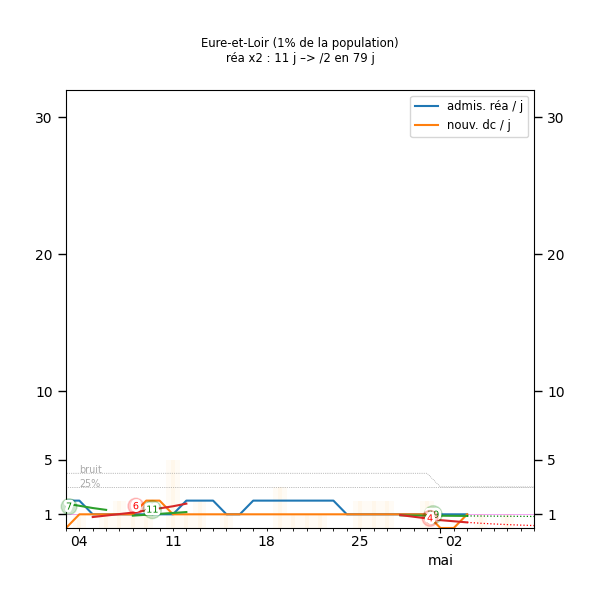 Eure-et-Loir (1% de la population)
réa x2 : 11 j –> /2 en 79 j
admis. réa / j
nouv. dc / j
30 30
20 20
10 10
5 5
bruit
25%
7 6 11 4 9
1 1
04 11 18 25 02
mai